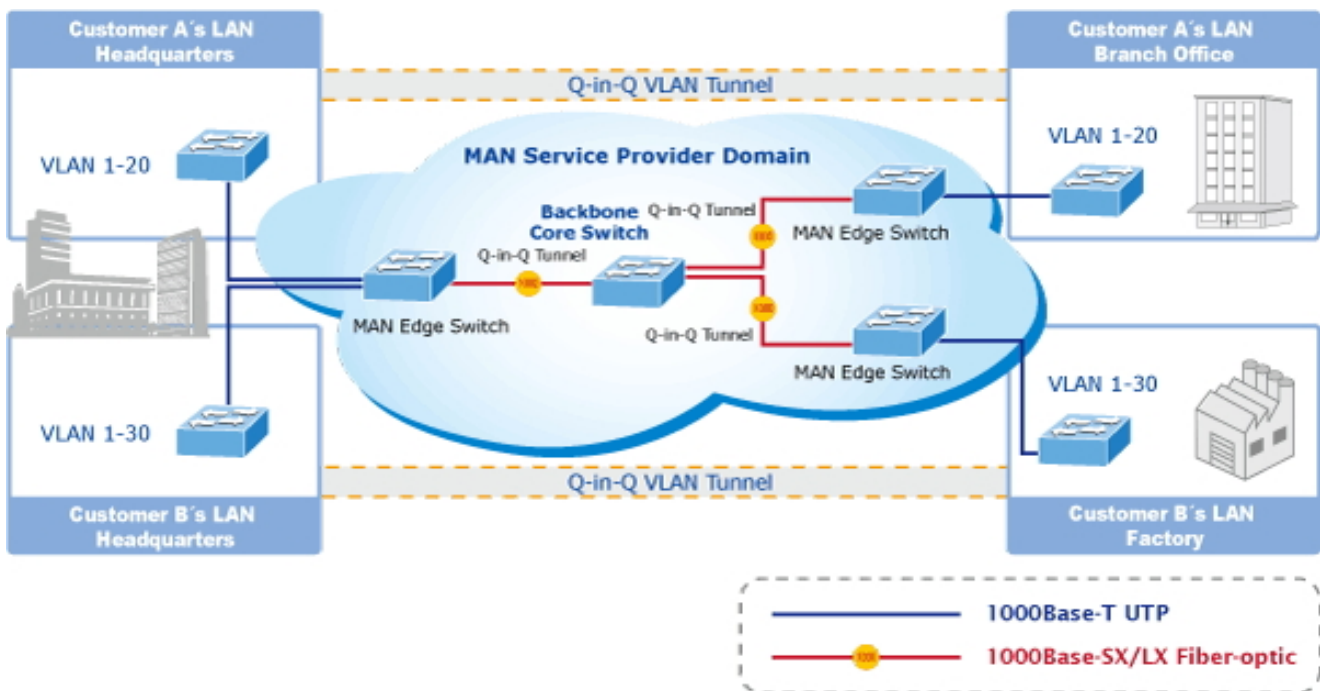 Customer A´s LAN
Headquarters
Customer A´s LAN
Branch Office
Q-in-Q VLAN Tunnel
VLAN 1-20
MAN Service Provider Domain
VLAN 1-20
Backbone
Core Switch
Q-in-Q Tunnel
MAN Edge Switch
Q-in-Q Tunnel
MAN Edge Switch
Q-in-Q Tunnel
MAN Edge Switch
VLAN 1-30
VLAN 1-30
Q-in-Q VLAN Tunnel
Customer B´s LAN
Headquarters
Customer B´s LAN
Factory
1000Base-T UTP
1000Base-SX/LX Fiber-optic